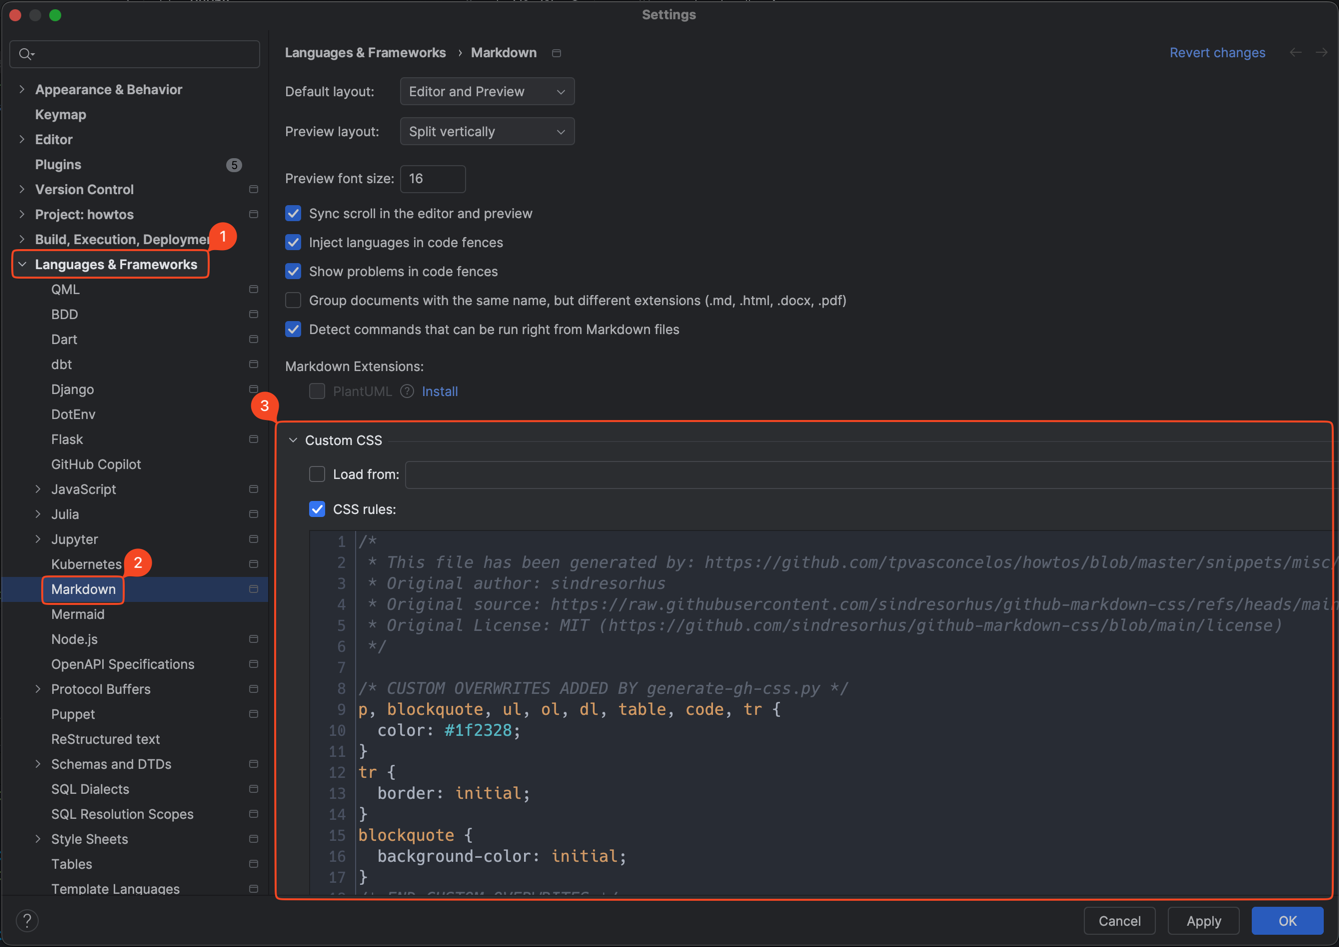 Settings
Languages & Frameworks › Markdown
Revert changes
Appearance & Behavior
Keymap
Editor
Plugins 5
Version Control
Project: howtos
Build, Execution, Deploymen
1
Languages & Frameworks
QML
BDD
Dart
dbt
Django
DotEnv
Flask
GitHub Copilot
JavaScript
Julia
Jupyter
Kubernetes
2
Markdown
Mermaid
Node.js
OpenAPI Specifications
Protocol Buffers
Puppet
ReStructured text
Schemas and DTDs
SQL Dialects
SQL Resolution Scopes
Style Sheets
Tables
Template Languages
Default layout: Editor and Preview
Preview layout: Split vertically
Preview font size: 16
Sync scroll in the editor and preview
Inject languages in code fences
Show problems in code fences
Group documents with the same name, but different extensions (.md, .html, .docx, .pdf)
Detect commands that can be run right from Markdown files
Markdown Extensions:
PlantUML ? Install
3
Custom CSS
Load from:
CSS rules:
1 /*
2 * This file has been generated by: https://github.com/tpvasconcelos/howtos/blob/master/snippets/misc/
3 * Original author: sindresorhus
4 * Original source: https://raw.githubusercontent.com/sindresorhus/github-markdown-css/refs/heads/main
5 * Original License: MIT (https://github.com/sindresorhus/github-markdown-css/blob/main/license)
6 */
7
8 /* CUSTOM OVERWRITES ADDED BY generate-gh-css.py */
9 p, blockquote, ul, ol, dl, table, code, tr {
10 color: #1f2328;
11 }
12 tr {
13 border: initial;
14 }
15 blockquote {
16 background-color: initial;
17 }
18 /* END CUSTOM OVERWRITES */
?
Cancel
Apply
OK